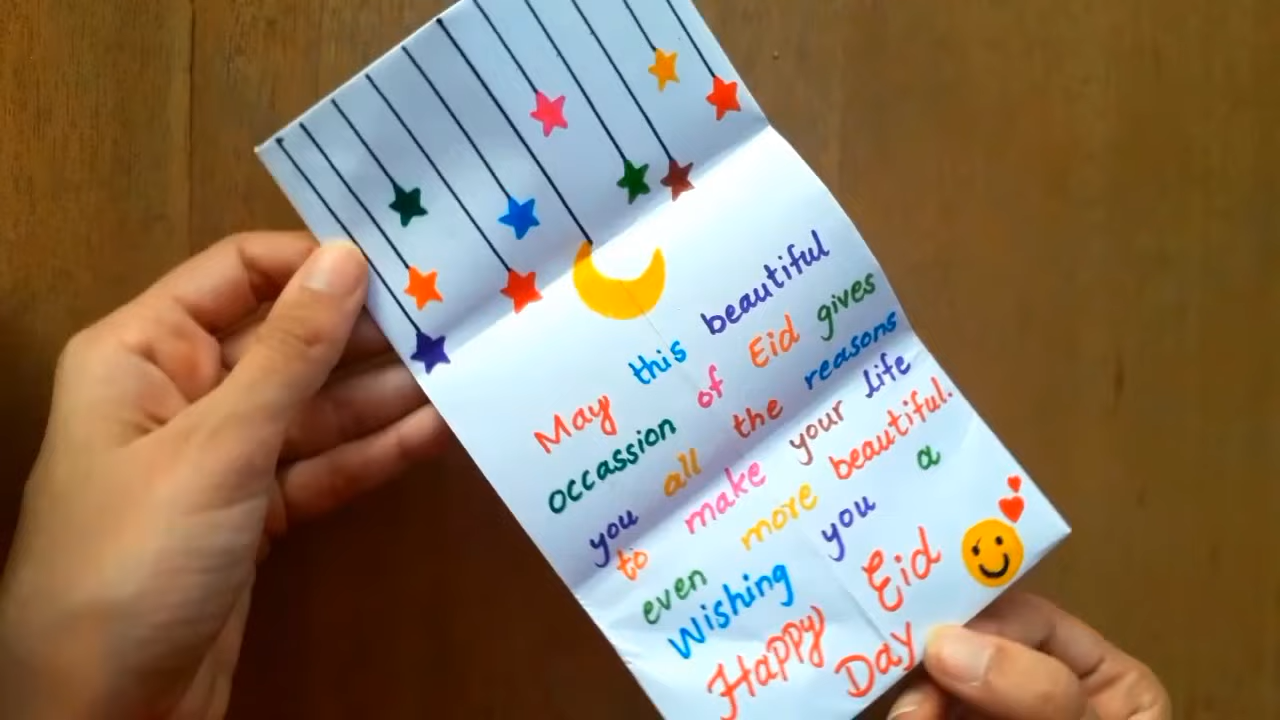 May this beautiful
occassion of Eid gives
you all the reasons
to make your life
even more beautiful.
Wishing you a
Happy Eid
Day